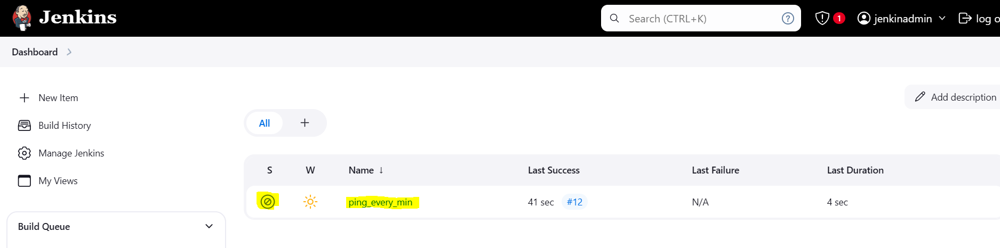 Jenkins
Search (CTRL+K)
?
1
jenkinadmin
log o
Dashboard
New Item
Build History
Manage Jenkins
My Views
Add description
All
+
S W Name ↓ Last Success Last Failure Last Duration
ping_every_min 41 sec #12 N/A 4 sec
Build Queue